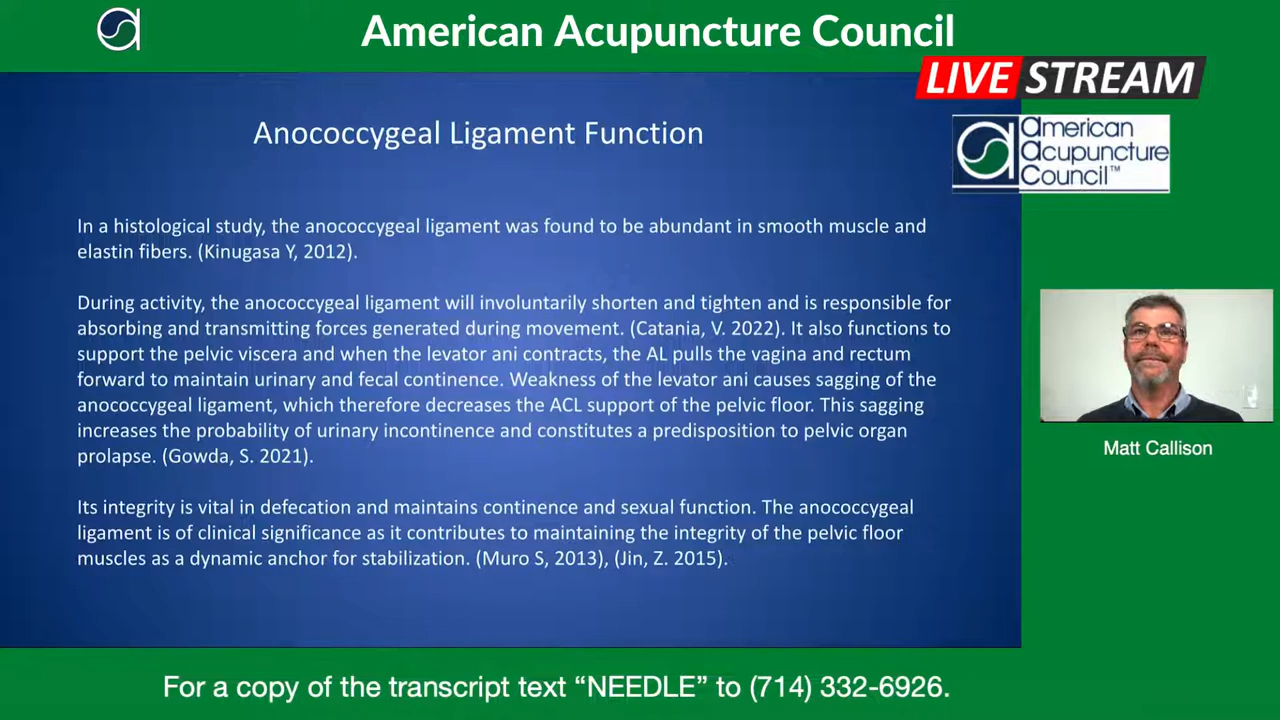 American Acupuncture Council
LIVE STREAM
american
acupuncture
Council™
Anococcygeal Ligament Function
In a histological study, the anococcygeal ligament was found to be abundant in smooth muscle and
elastin fibers. (Kinugasa Y, 2012).
During activity, the anococcygeal ligament will involuntarily shorten and tighten and is responsible for
absorbing and transmitting forces generated during movement. (Catania, V. 2022). It also functions to
support the pelvic viscera and when the levator ani contracts, the AL pulls the vagina and rectum
forward to maintain urinary and fecal continence. Weakness of the levator ani causes sagging of the
anococcygeal ligament, which therefore decreases the ACL support of the pelvic floor. This sagging
increases the probability of urinary incontinence and constitutes a predisposition to pelvic organ
prolapse. (Gowda, S. 2021).
Its integrity is vital in defecation and maintains continence and sexual function. The anococcygeal
ligament is of clinical significance as it contributes to maintaining the integrity of the pelvic floor
muscles as a dynamic anchor for stabilization. (Muro S, 2013), (Jin, Z. 2015).
Matt Callison
For a copy of the transcript text “NEEDLE” to (714) 332-6926.